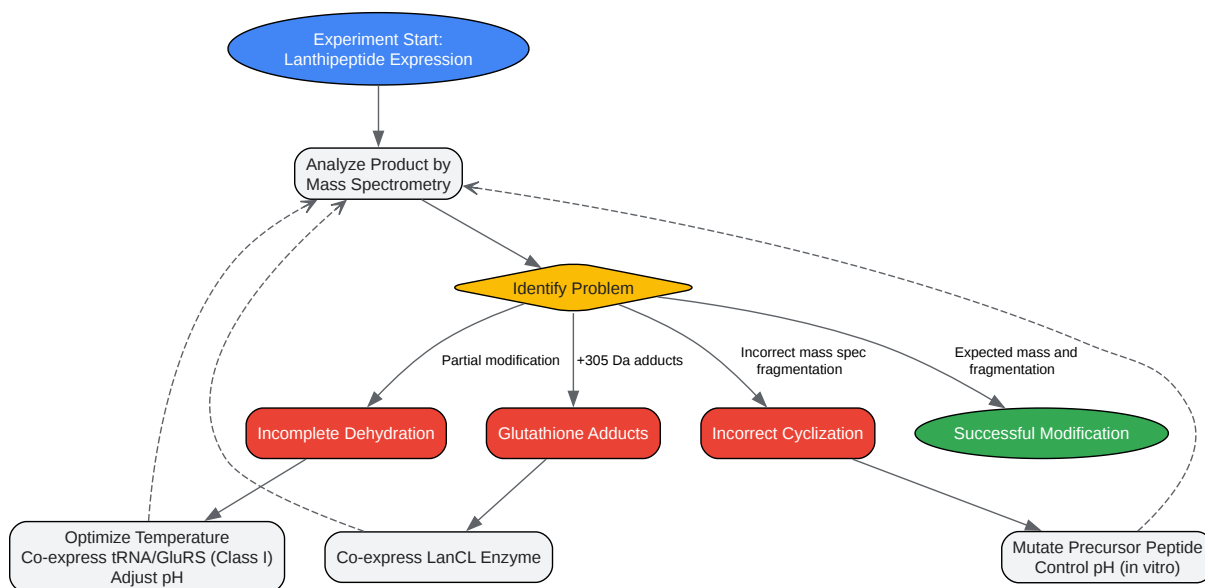 Experiment Start:
Lanthipeptide Expression
Analyze Product by
Mass Spectrometry
Identify Problem
Partial modification
+305 Da adducts
Incorrect mass spec
fragmentation
Expected mass and
fragmentation
Incomplete Dehydration
Glutathione Adducts
Incorrect Cyclization
Successful Modification
Optimize Temperature
Co-express tRNA/GluRS (Class I)
Adjust pH
Co-express LanCL Enzyme
Mutate Precursor Peptide
Control pH (in vitro)